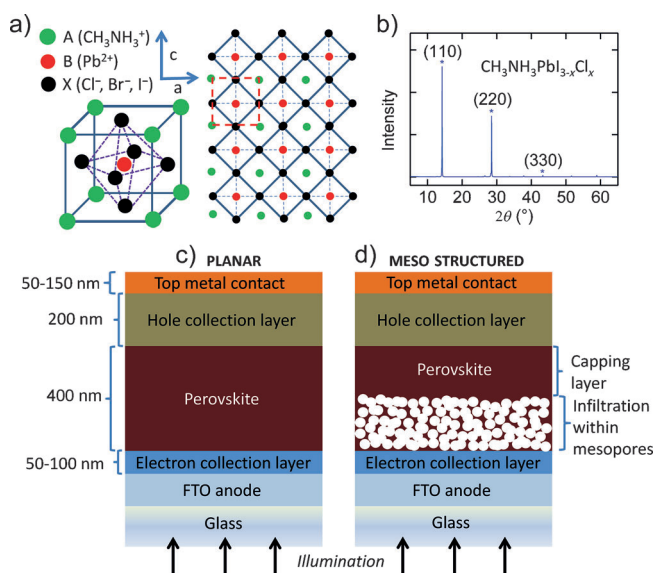 a)
A (CH₃NH₃⁺)
B (Pb²⁺)
X (Cl⁻, Br⁻, I⁻)
c
a
b)
(110)
CH₃NH₃PbI₃₋ₓClₓ
(220)
(330)
Intensity
10 20 30 40 50 60
2θ (°)
c) PLANAR
50-150 nm
Top metal contact
200 nm
Hole collection layer
400 nm
Perovskite
50-100 nm
Electron collection layer
FTO anode
Glass
d) MESO STRUCTURED
Top metal contact
Hole collection layer
Perovskite
Capping
layer
Infiltration
within
mesopores
Electron collection layer
FTO anode
Glass
Illumination